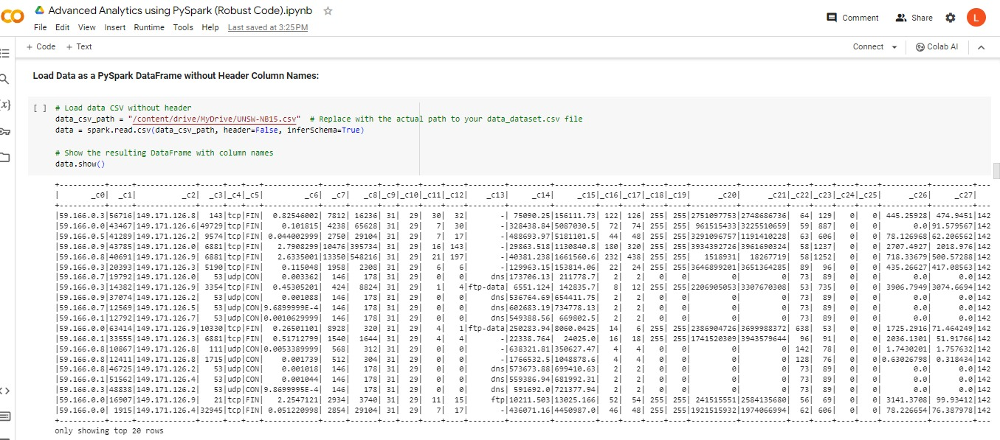 CO Advanced Analytics using PySpark (Robust Code).ipynb ☆
Comment Share L
File Edit View Insert Runtime Tools Help Last saved at 3:25 PM
+ Code + Text Connect Colab AI
Load Data as a PySpark DataFrame without Header Column Names:
[ ] # Load data CSV without header
data_csv_path = "/content/drive/MyDrive/UNSW-NB15.csv" # Replace with the actual path to your data_dataset.csv file
data = spark.read.csv(data_csv_path, header=False, inferSchema=True)
# Show the resulting DataFrame with column names
data.show()
| _c0| _c1| _c2| _c3|_c4|_c5| _c6| _c7| _c8|_c9|_c10|_c11|_c12| _c13| _c14| _c15|_c16|_c17|_c18|_c19| _c20| _c21|_c22|_c23|_c24|_c25| _c26| _c27|
|59.166.0.3|56716|149.171.126.8| 143|tcp|FIN| 0.82546002| 7812| 16236| 31| 29| 30| 32| -| 75090.25|156111.73| 122| 126| 255| 255|2751097753|2748686736| 64| 129| 0| 0| 445.25928| 474.9451|142
|59.166.0.0|43467|149.171.126.6|49729|tcp|FIN| 0.101815| 4238| 65628| 31| 29| 7| 30| -|328438.84|5087030.5| 72| 74| 255| 255| 961515433|3225510659| 59| 887| 0| 0| 0.0|91.579567|142
|59.166.0.5|41289|149.171.126.2| 9574|tcp|FIN| 0.044002999| 2750| 29104| 31| 29| 7| 17| -|488693.97|5181101.5| 44| 48| 255| 255|3291096757|1191410228| 63| 606| 0| 0| 78.126968|62.206562|142
|59.166.0.9|43785|149.171.126.0| 6881|tcp|FIN| 2.7908299|10476|395734| 31| 29| 16| 143| -|29863.518|1130840.8| 180| 320| 255| 255|3934392726|3961690324| 58|1237| 0| 0| 2707.4927| 2018.976|142
|59.166.0.8|40691|149.171.126.9| 6881|tcp|FIN| 2.6335001|13350|548216| 31| 29| 21| 197| -|40381.238|1661560.6| 232| 438| 255| 255| 1518931| 18267719| 58|1252| 0| 0| 718.33679|500.57288|142
|59.166.0.3|20393|149.171.126.3| 5190|tcp|FIN| 0.115048| 1958| 2308| 31| 29| 6| 6| -|129963.15|153814.06| 22| 24| 255| 255|3646899201|3651364285| 89| 96| 0| 0| 435.26627|417.08563|142
|59.166.0.7|19792|149.171.126.0| 53|udp|CON| 0.003362| 146| 178| 31| 29| 0| 0| dns|173706.13| 211778.7| 2| 2| 0| 0| 0| 0| 73| 89| 0| 0| 0.0| 0.0|142
|59.166.0.3|14382|149.171.126.9| 3354|tcp|FIN| 0.45305201| 424| 8824| 31| 29| 1| 4|ftp-data| 6551.124| 142835.7| 8| 12| 255| 255|2206905053|3307670308| 73| 735| 0| 0| 3906.7949|3074.6694|142
|59.166.0.9|37074|149.171.126.2| 53|udp|CON| 0.001088| 146| 178| 31| 29| 0| 0| dns|536764.69|654411.75| 2| 2| 0| 0| 0| 0| 73| 89| 0| 0| 0.0| 0.0|142
|59.166.0.7|12569|149.171.126.5| 53|udp|CON|9.6899999E-4| 146| 178| 31| 29| 0| 0| dns|602683.19|734778.13| 2| 2| 0| 0| 0| 0| 73| 89| 0| 0| 0.0| 0.0|142
|59.166.0.1|12792|149.171.126.7| 53|udp|CON|0.0010629999| 146| 178| 31| 29| 0| 0| dns|549388.56| 669802.5| 2| 2| 0| 0| 0| 0| 73| 89| 0| 0| 0.0| 0.0|142
|59.166.0.0|63414|149.171.126.9|10330|tcp|FIN| 0.26501101| 8928| 320| 31| 29| 4| 1|ftp-data|250283.94|8060.0425| 14| 6| 255| 255|2386904726|3699988372| 638| 53| 0| 0| 1725.2916|71.464249|142
|59.166.0.1|33555|149.171.126.3| 6881|tcp|FIN| 0.51712799| 1540| 1644| 31| 29| 4| 4| -|22338.764| 24025.0| 16| 18| 255| 255|1741520309|3943579644| 96| 91| 0| 0| 2036.1301| 51.91766|142
|59.166.0.8|10867|149.171.126.8| 111|udp|CON|0.0053389999| 568| 312| 31| 29| 0| 0| -|638321.81|350627.47| 4| 4| 0| 0| 0| 0| 142| 78| 0| 0| 1.7430201| 1.757632|142
|59.166.0.8|12411|149.171.126.8| 1715|udp|CON| 0.001739| 512| 304| 31| 29| 0| 0| -|1766532.5|1048878.6| 4| 4| 0| 0| 0| 0| 128| 76| 0| 0|0.63026798| 0.318434|142
|59.166.0.8|46725|149.171.126.2| 53|udp|CON| 0.001018| 146| 178| 31| 29| 0| 0| dns|573673.88|699410.63| 2| 2| 0| 0| 0| 0| 73| 89| 0| 0| 0.0| 0.0|142
|59.166.0.1|51562|149.171.126.4| 53|udp|CON| 0.001044| 146| 178| 31| 29| 0| 0| dns|559386.94|681992.31| 2| 2| 0| 0| 0| 0| 73| 89| 0| 0| 0.0| 0.0|142
|59.166.0.3|48838|149.171.126.2| 53|udp|CON|9.8699995E-4| 146| 178| 31| 29| 0| 0| dns| 591692.0|721377.94| 2| 2| 0| 0| 0| 0| 73| 89| 0| 0| 0.0| 0.0|142
|59.166.0.0|16907|149.171.126.9| 21|tcp|FIN| 2.2547121| 2934| 3740| 31| 29| 11| 15| ftp|10211.503|13025.166| 52| 54| 255| 255| 241515551|2584135680| 56| 69| 0| 0| 3141.3708| 99.93412|142
|59.166.0.0| 1915|149.171.126.4|32945|tcp|FIN| 0.051220998| 2854| 29104| 31| 29| 7| 17| -|436071.16|4450987.0| 46| 48| 255| 255|1921515932|1974066994| 62| 606| 0| 0| 78.226654|76.387978|142
only showing top 20 rows